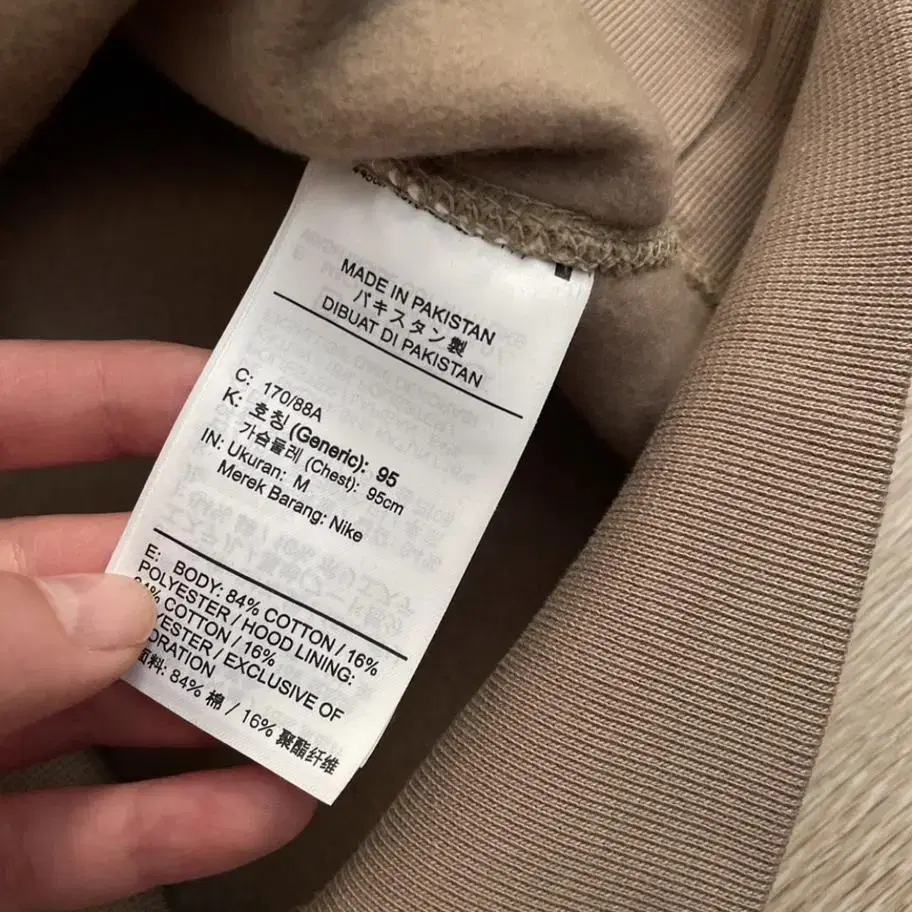 MADE IN PAKISTAN
パキスタン製
DIBUAT DI PAKISTAN
C: 170/88A
K: 호칭 (Generic): 95
가슴둘레 (Chest): 95cm
IN: Ukuran: M
Merek Barang: Nike
E: BODY: 84% COTTON / 16%
POLYESTER / HOOD LINING:
COTTON / 16%
EXCLUSIVE OF
面料: 84% 棉 / 16% 聚酯纤维